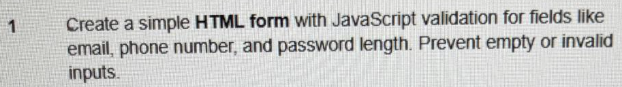 1 Create a simple HTML form with JavaScript validation for fields like
email, phone number, and password length. Prevent empty or invalid
inputs.